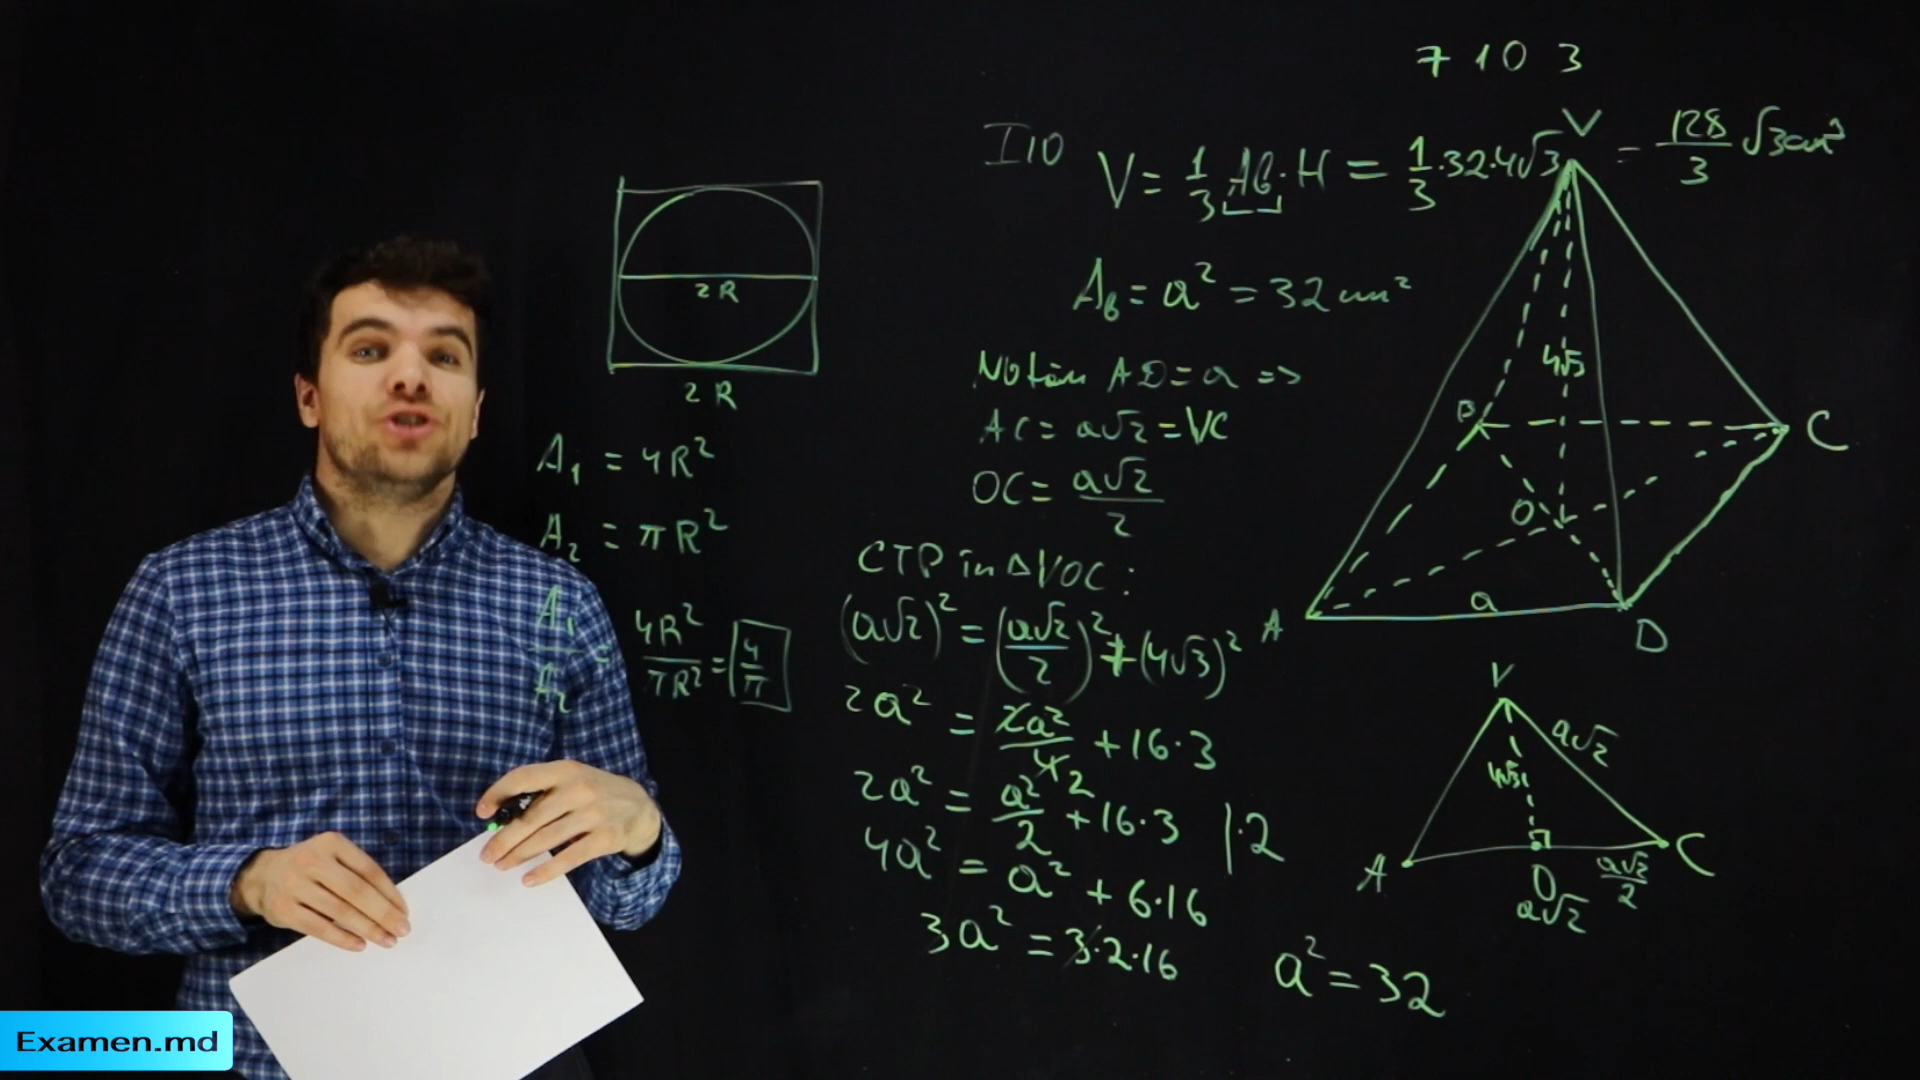 7 10 3
I10 V = 1/3 · Ab · H = 1/3 · 32 · 4√3 = 128/3 √3 cm³
Ab = a² = 32 cm²
Notăm AD = a =>
AC = a√2 = VC
OC = a√2/2
CTP în ΔVOC :
(a√2)² = (a√2/2)² + (4√3)²
2a² = 2a²/4 2 + 16·3
2a² = a²/2 + 16·3 |·2
4a² = a² + 6·16
3a² = 3·2·16
a² = 32
2R
2R
A₁ = 4R²
A₂ = πR²
A₁/A₂ = 4R²/πR² = 4/π
V
4√3
B
C
O
A
a
D
V
a√2
4√3
A
O
C
a√2/2
a√2
Examen.md